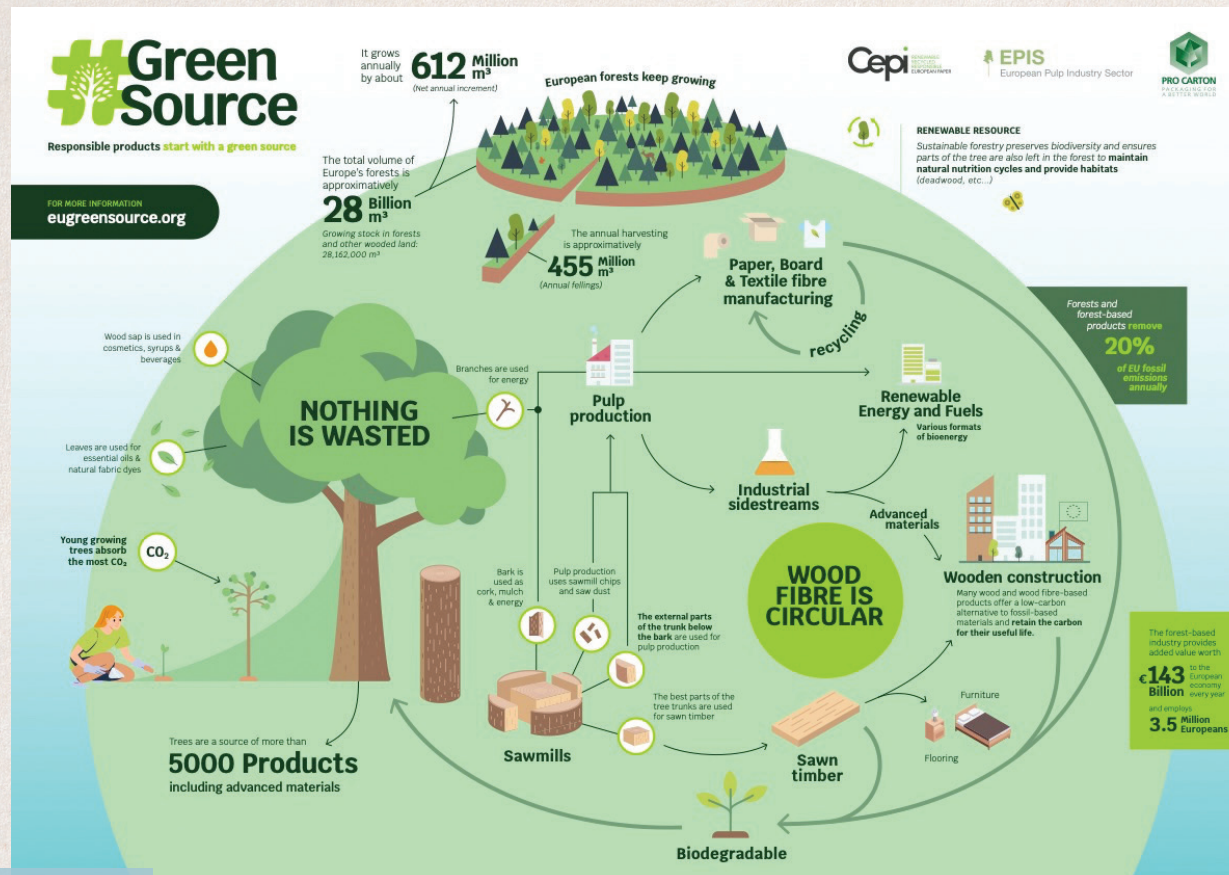 #Green
Source
Responsible products start with a green source
FOR MORE INFORMATION
eugreensource.org
It grows
annually
by about
612 Million
m³
(Net annual increment)
European forests keep growing
The total volume of
Europe's forests is
approximately
28 Billion
m³
Growing stock in forests
and other wooded land:
28,162,000 m³
The annual harvesting
is approximately
455 Million
m³
(Annual fellings)
Cepi
EUROPEAN PAPER
EPIS
European Pulp Industry Sector
PRO CARTON
PACKAGING FOR
A BETTER WORLD
RENEWABLE RESOURCE
Sustainable forestry preserves biodiversity and ensures
parts of the tree are also left in the forest to maintain
natural nutrition cycles and provide habitats
(deadwood, etc...)
Paper, Board
& Textile fibre
manufacturing
recycling
Forests and
forest-based
products remove
20%
of EU fossil
emissions
annually
Wood sap is used in
cosmetics, syrups &
beverages
Branches are used
for energy
NOTHING
IS WASTED
Leaves are used for
essential oils &
natural fabric dyes
Young growing
trees absorb
the most CO₂
CO₂
Pulp
production
Renewable
Energy and Fuels
Various formats
of bioenergy
Industrial
sidestreams
Advanced
materials
Bark is
used as
cork, mulch
& energy
Pulp production
uses sawmill chips
and saw dust
The external parts
of the trunk below
the bark are used for
pulp production
WOOD
FIBRE IS
CIRCULAR
Wooden construction
Many wood and wood fibre-based
products offer a low-carbon
alternative to fossil-based
materials and retain the carbon
for their useful life.
The forest-based
industry provides
added value worth
€143
Billion
to the
European
economy
every year
and employs
3.5 Million
Europeans
The best parts of the
tree trunks are used
for sawn timber
Sawmills
Sawn
timber
Furniture
Flooring
Trees are a source of more than
5000 Products
including advanced materials
Biodegradable